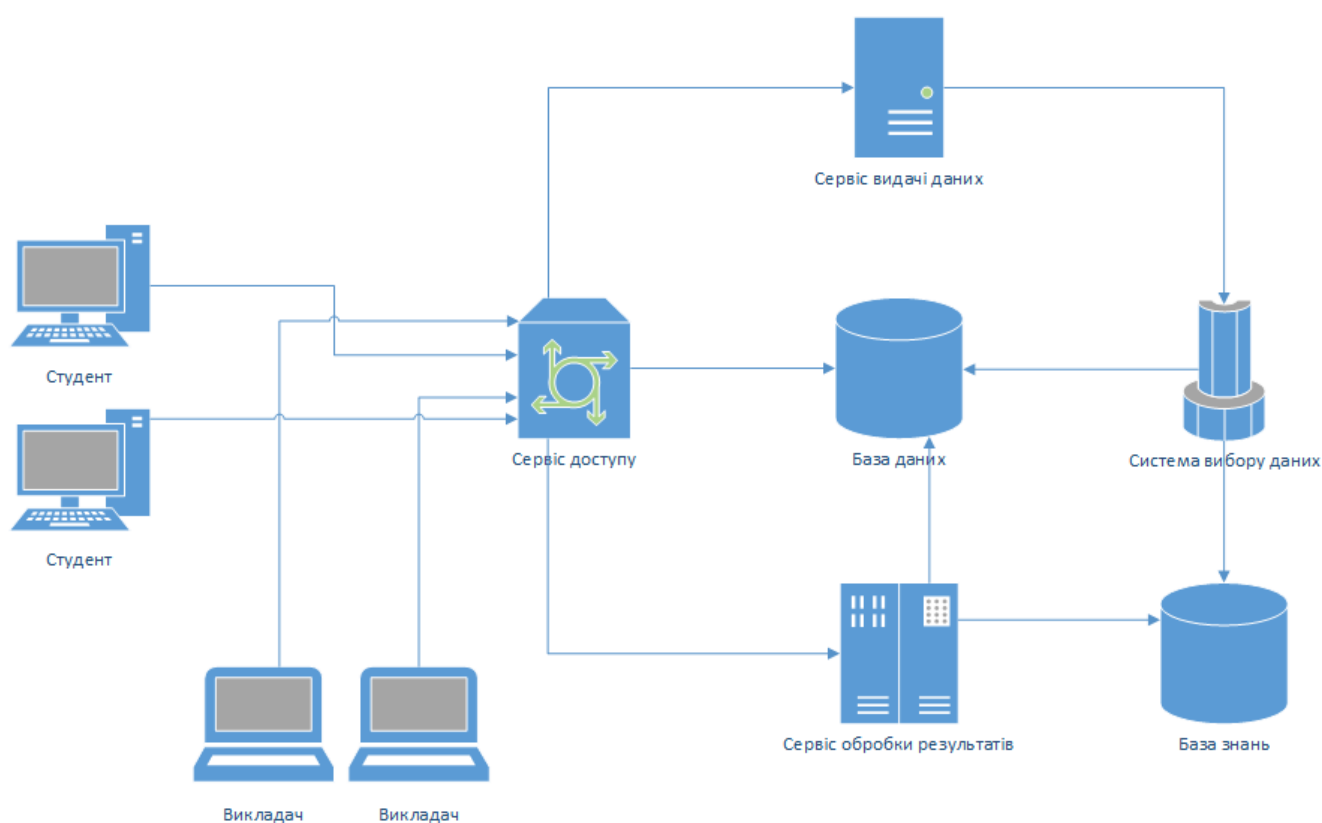 Сервіс видачі даних
Студент
Сервіс доступу
База даних
Система вибору даних
Студент
Сервіс обробки результатів
База знань
Викладач
Викладач